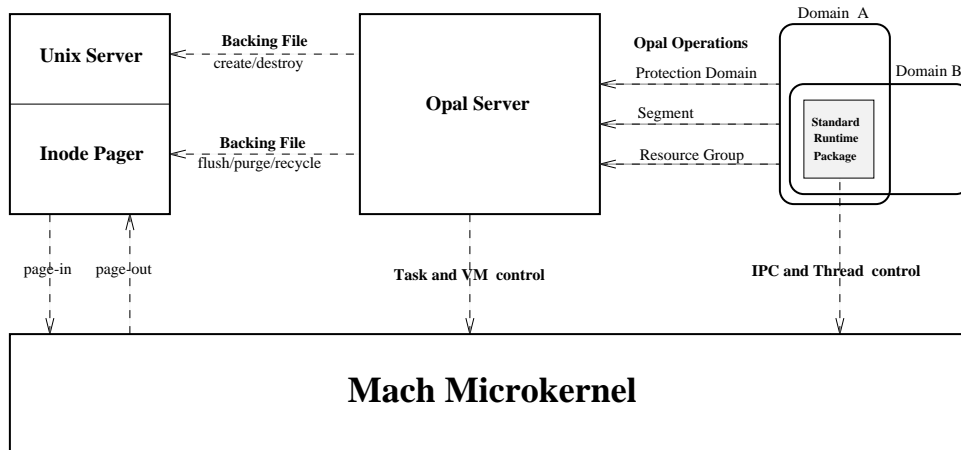 Domain A
Unix Server
Backing File
create/destroy
Opal Operations
Protection Domain
Domain B
Opal Server
Segment
Standard
Runtime
Package
Inode Pager
Backing File
flush/purge/recycle
Resource Group
page-in
page-out
Task and VM control
IPC and Thread control
Mach Microkernel